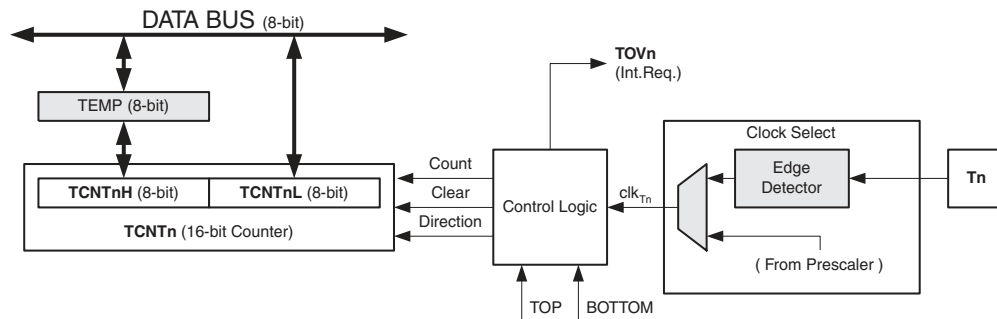 DATA BUS (8-bit)
TOVn
(Int.Req.)
TEMP (8-bit)
Clock Select
Count
Edge
Detector
Tn
TCNTnH (8-bit) TCNTnL (8-bit)
Clear
Control Logic
clkTn
TCNTn (16-bit Counter)
Direction
( From Prescaler )
TOP
BOTTOM